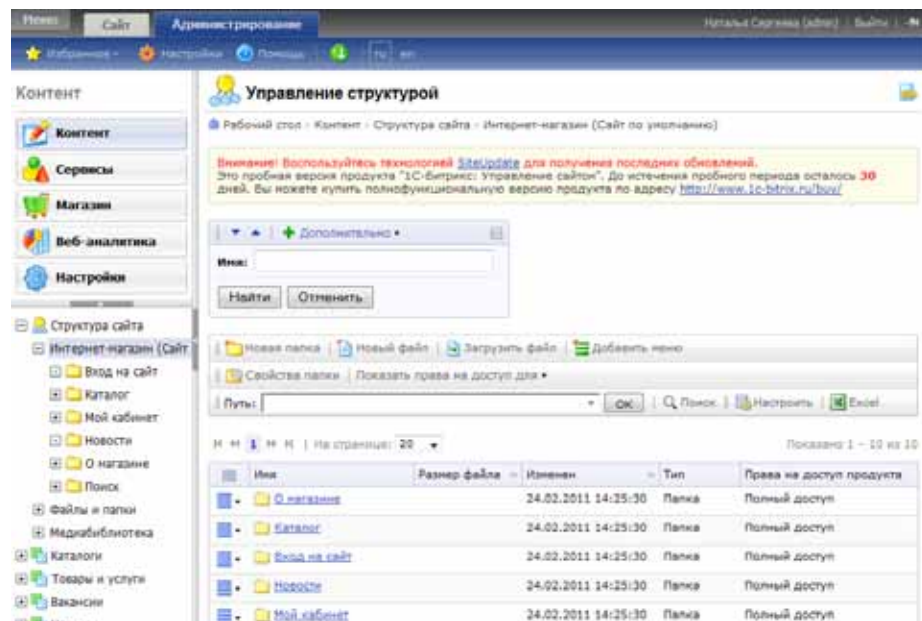 Меню
Сайт
Администрирование
Наталья Сергеева (admin) Выйти
Избранное
Настройки
Помощь
ru
en
Контент
Контент
Сервисы
Магазин
Веб-аналитика
Настройки
Структура сайта
Интернет-магазин (Сайт
Вход на сайт
Каталог
Мой кабинет
Новости
О магазине
Поиск
Файлы и папки
Медиабиблиотека
Каталоги
Товары и услуги
Вакансии
Управление структурой
Рабочий стол Контент Структура сайта Интернет-магазин (Сайт по умолчанию)
Внимание! Воспользуйтесь технологией SiteUpdate для получения последних обновлений.
Это пробная версия продукта "1С-Битрикс: Управление сайтом". До истечения пробного периода осталось 30
дней. Вы можете купить полнофункциональную версию продукта по адресу http://www.1c-bitrix.ru/buy/
Дополнительно
Имя:
Найти Отменить
Новая папка Новый файл Загрузить файл Добавить меню
Свойства папки Показать права на доступ для
Путь: OK Поиск Настроить Excel
1 На странице: 20 Показано 1 – 10 из 10
Имя Размер файла Изменен Тип Права на доступ продукта
О магазине 24.02.2011 14:25:30 Папка Полный доступ
Каталог 24.02.2011 14:25:30 Папка Полный доступ
Вход на сайт 24.02.2011 14:25:30 Папка Полный доступ
Новости 24.02.2011 14:25:30 Папка Полный доступ
Мой кабинет 24.02.2011 14:25:30 Папка Полный доступ